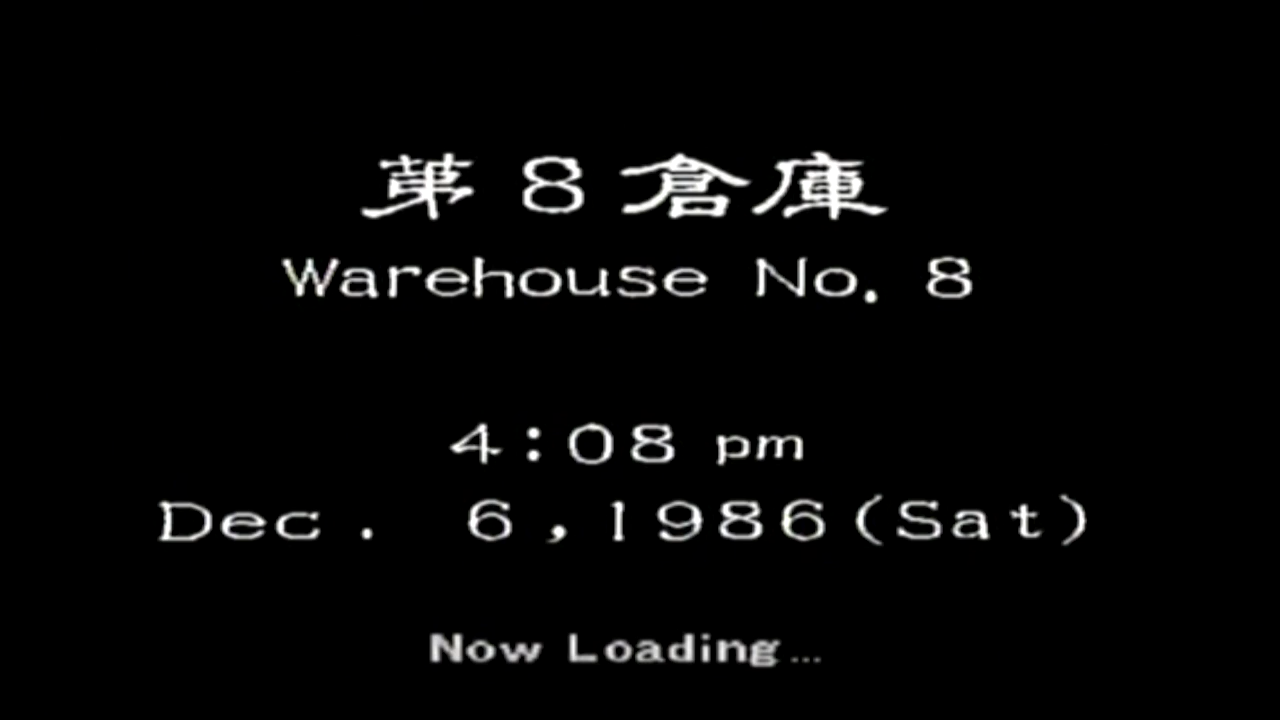 第8倉庫
Warehouse No. 8
4:08 pm
Dec. 6,1986(Sat)
Now Loading...